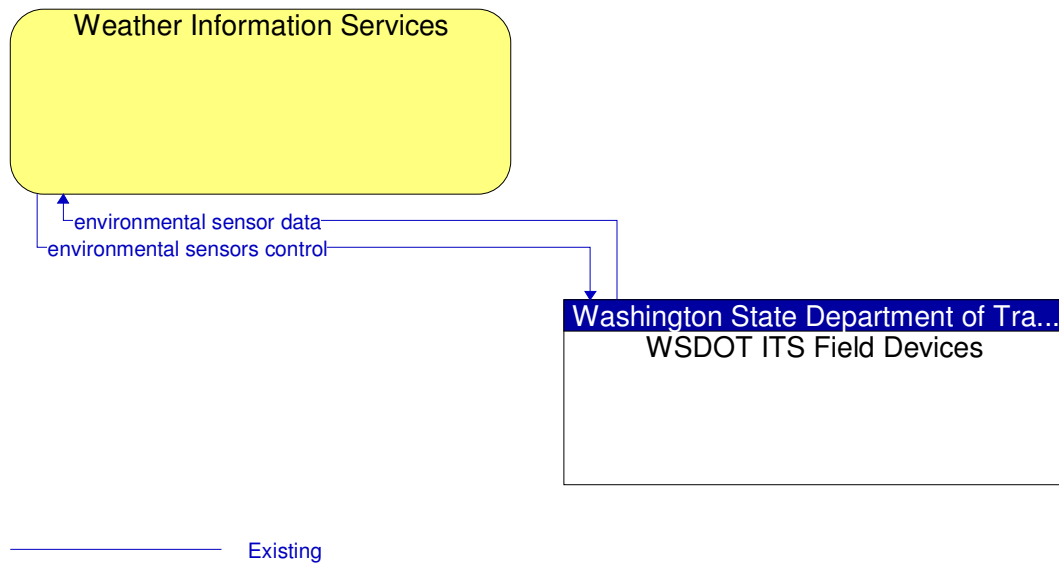 Weather Information Services
environmental sensor data
environmental sensors control
Washington State Department of Tra...
WSDOT ITS Field Devices
Existing